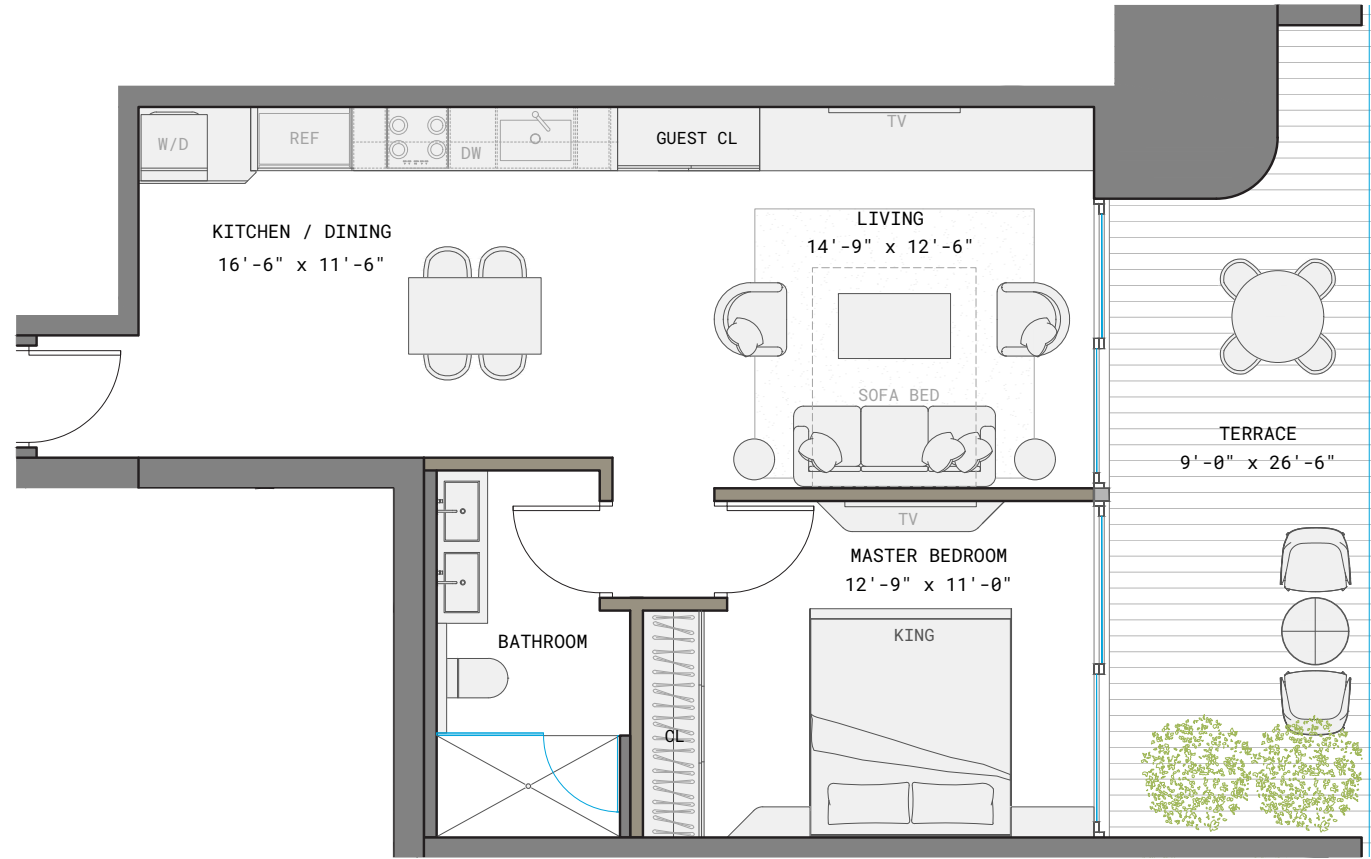 W/D
REF
DW
GUEST CL
TV
KITCHEN / DINING
16'-6" x 11'-6"
LIVING
14'-9" x 12'-6"
SOFA BED
TERRACE
9'-0" x 26'-6"
TV
MASTER BEDROOM
12'-9" x 11'-0"
KING
BATHROOM
CL